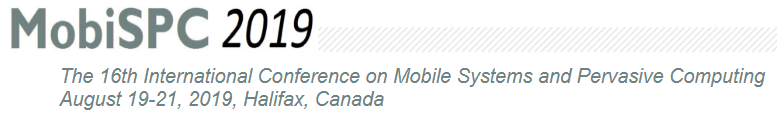 MobiSPC 2019
The 16th International Conference on Mobile Systems and Pervasive Computing
August 19-21, 2019, Halifax, Canada